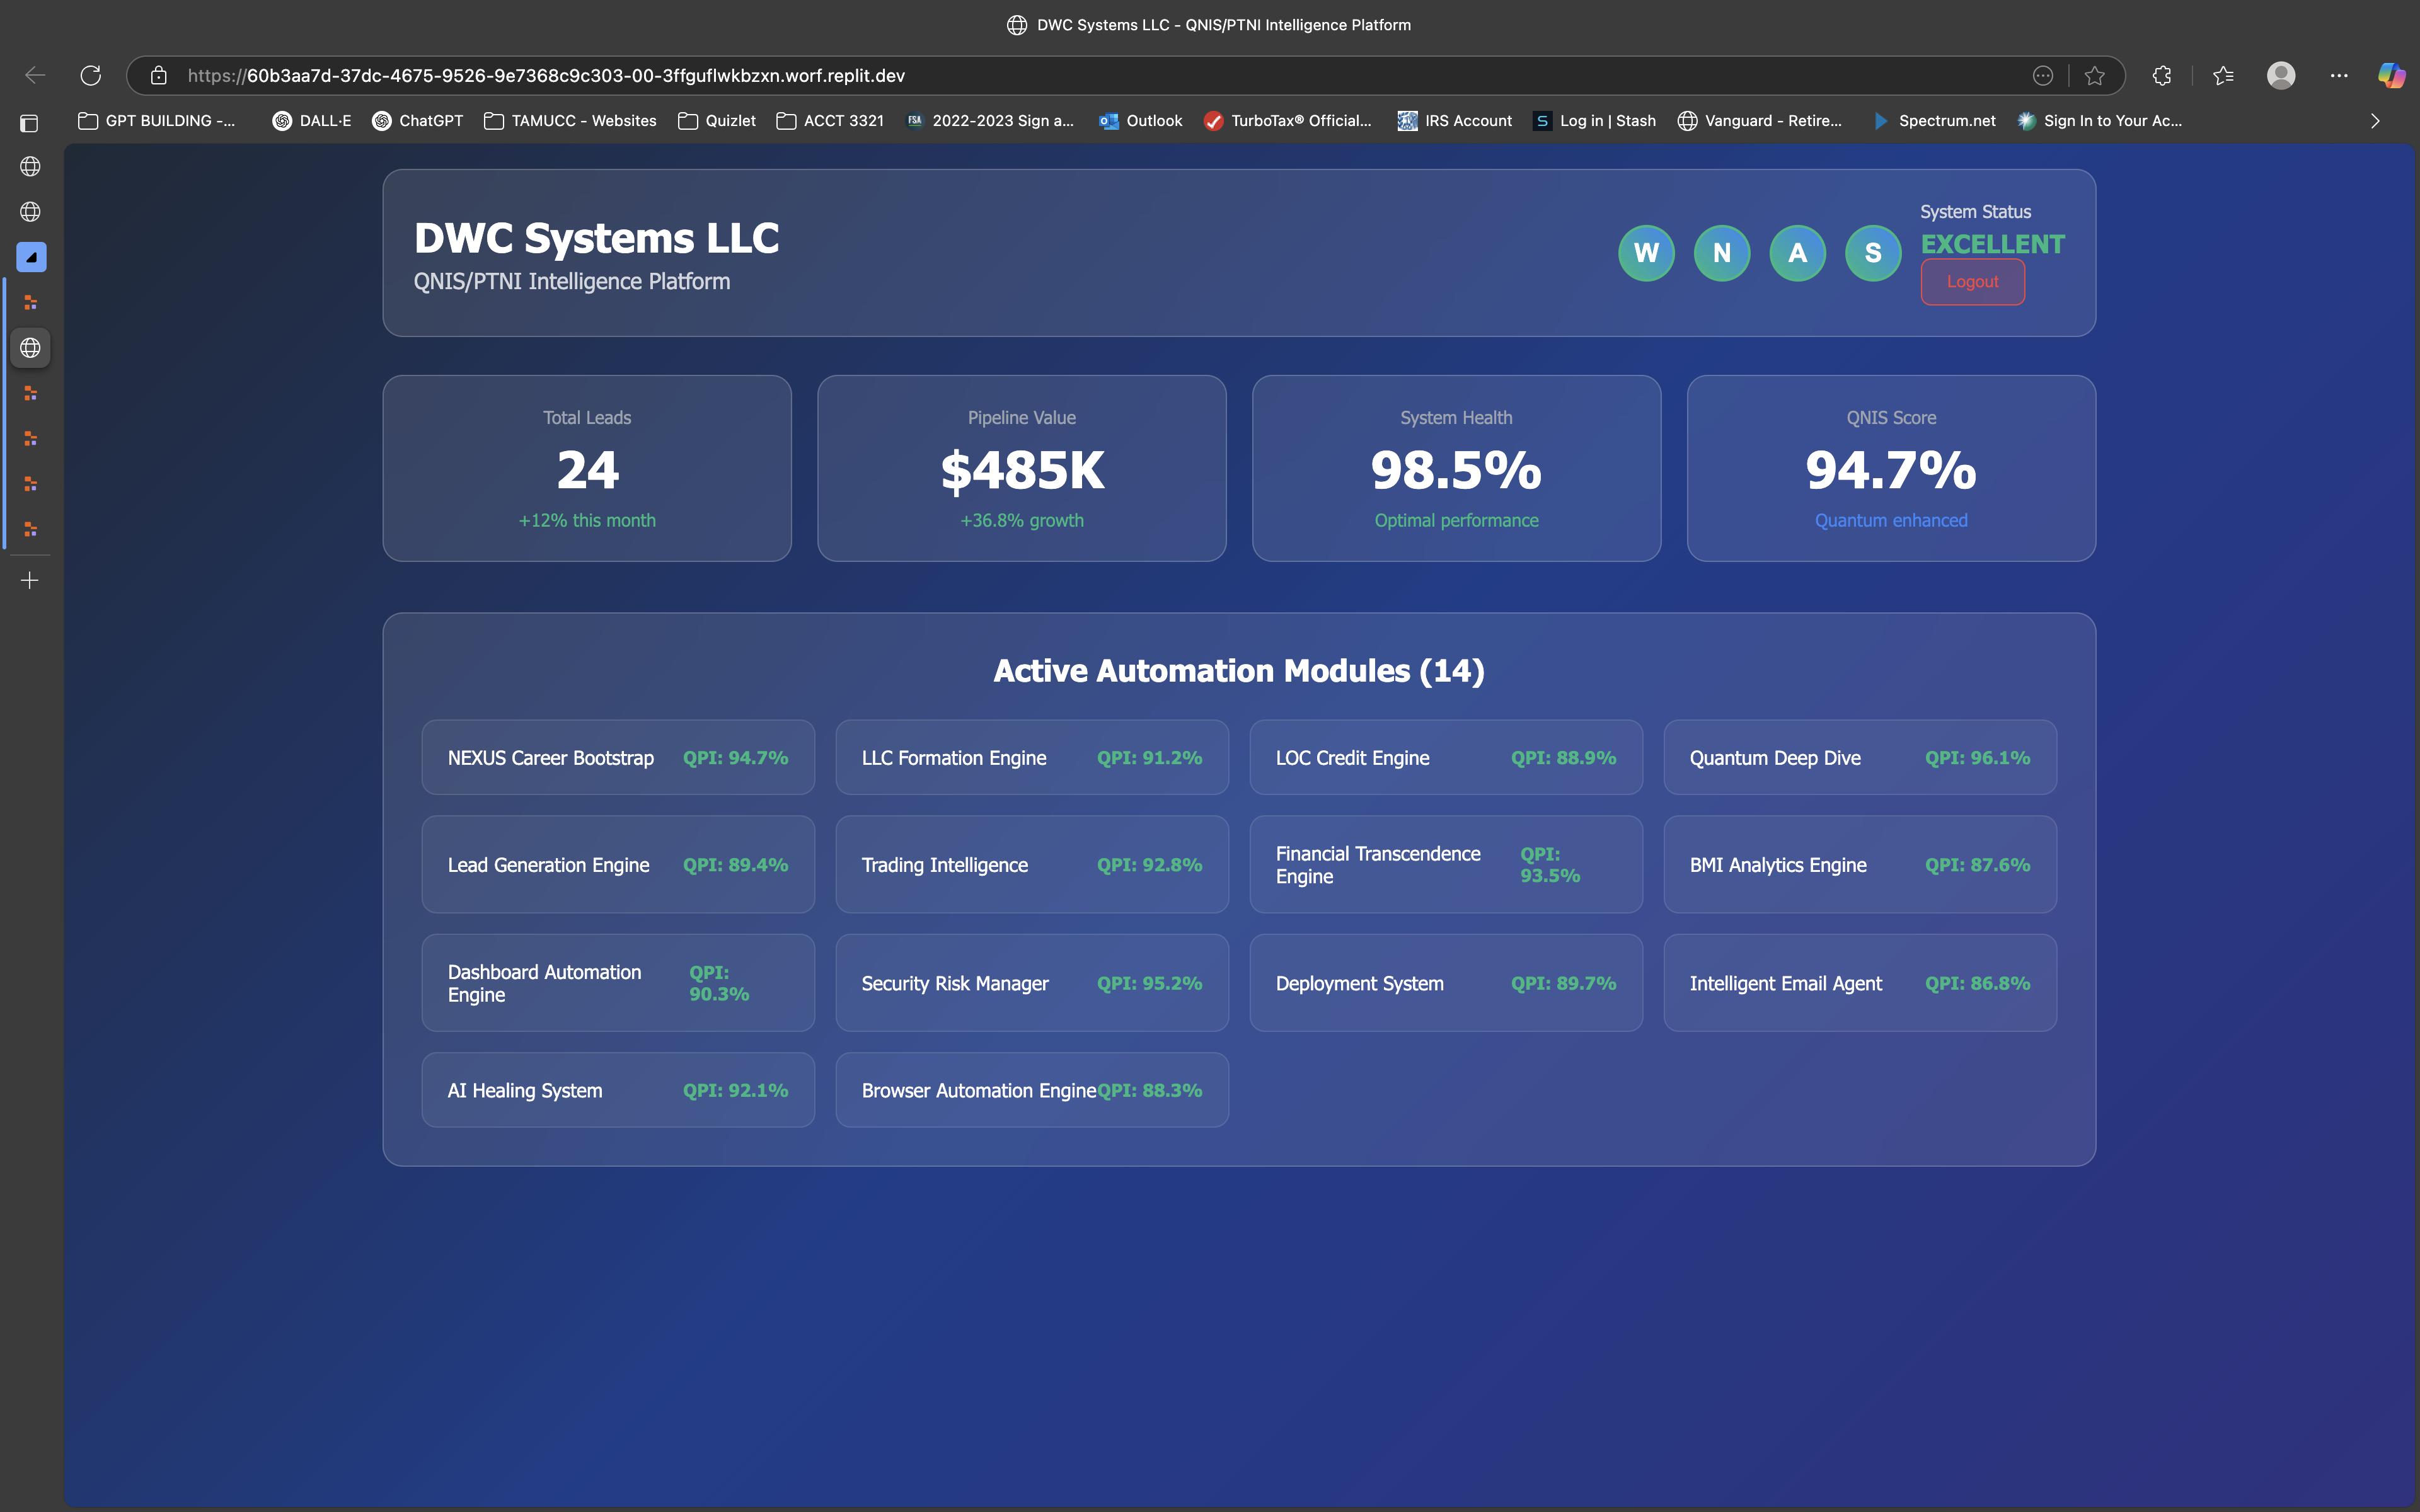 DWC Systems LLC - QNIS/PTNI Intelligence Platform
https://60b3aa7d-37dc-4675-9526-9e7368c9c303-00-3ffguflwkbzxn.worf.replit.dev
GPT BUILDING -... DALL·E ChatGPT TAMUCC - Websites Quizlet ACCT 3321 FSA 2022-2023 Sign a... Outlook TurboTax® Official... IRS Account S Log in | Stash Vanguard - Retire... Spectrum.net Sign In to Your Ac...
DWC Systems LLC
QNIS/PTNI Intelligence Platform
W N A S
System Status
EXCELLENT
Logout
Total Leads
24
+12% this month
Pipeline Value
$485K
+36.8% growth
System Health
98.5%
Optimal performance
QNIS Score
94.7%
Quantum enhanced
Active Automation Modules (14)
NEXUS Career Bootstrap QPI: 94.7%
LLC Formation Engine QPI: 91.2%
LOC Credit Engine QPI: 88.9%
Quantum Deep Dive QPI: 96.1%
Lead Generation Engine QPI: 89.4%
Trading Intelligence QPI: 92.8%
Financial Transcendence
Engine
QPI:
93.5%
BMI Analytics Engine QPI: 87.6%
Dashboard Automation
Engine
QPI:
90.3%
Security Risk Manager QPI: 95.2%
Deployment System QPI: 89.7%
Intelligent Email Agent QPI: 86.8%
AI Healing System QPI: 92.1%
Browser Automation Engine QPI: 88.3%